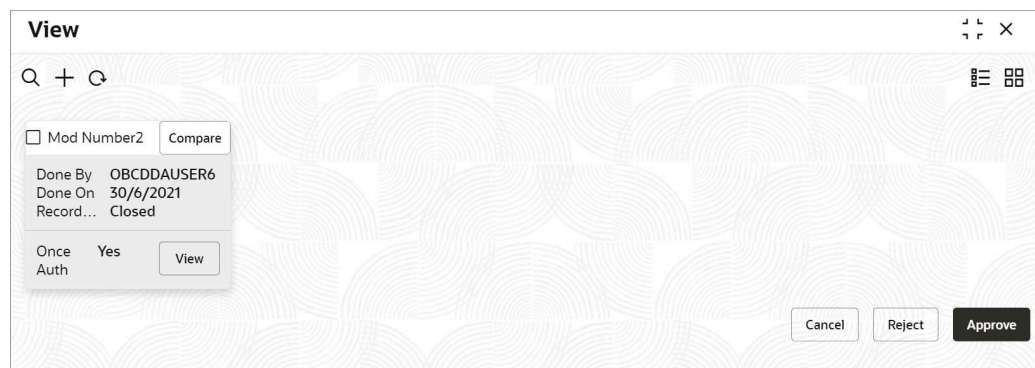 View
Mod Number2 Compare
Done By OBCDDAUSER6
Done On 30/6/2021
Record... Closed
Once Auth Yes View
Cancel Reject Approve